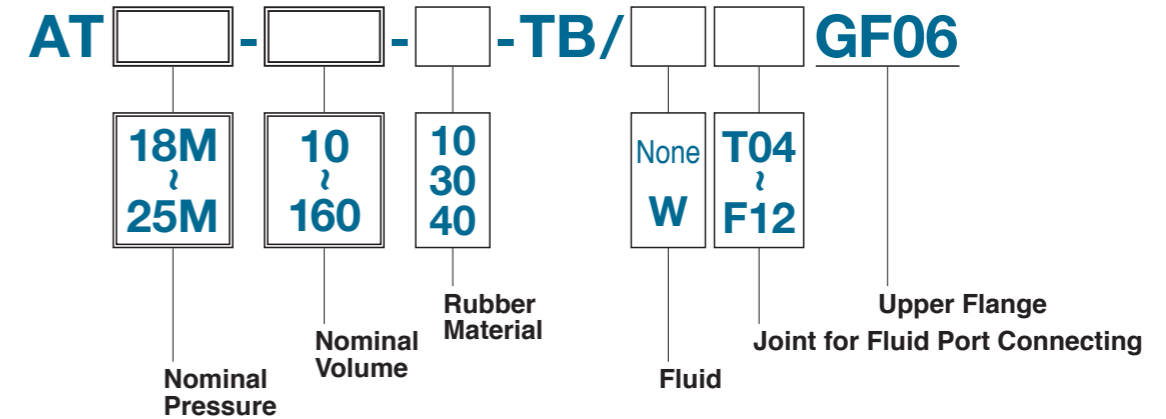 AT - - -TB/ GF06
18M
~
25M
10
~
160
10
30
40
None
W
T04
~
F12
Nominal
Pressure
Nominal
Volume
Rubber
Material
Fluid
Joint for Fluid Port Connecting
Upper Flange